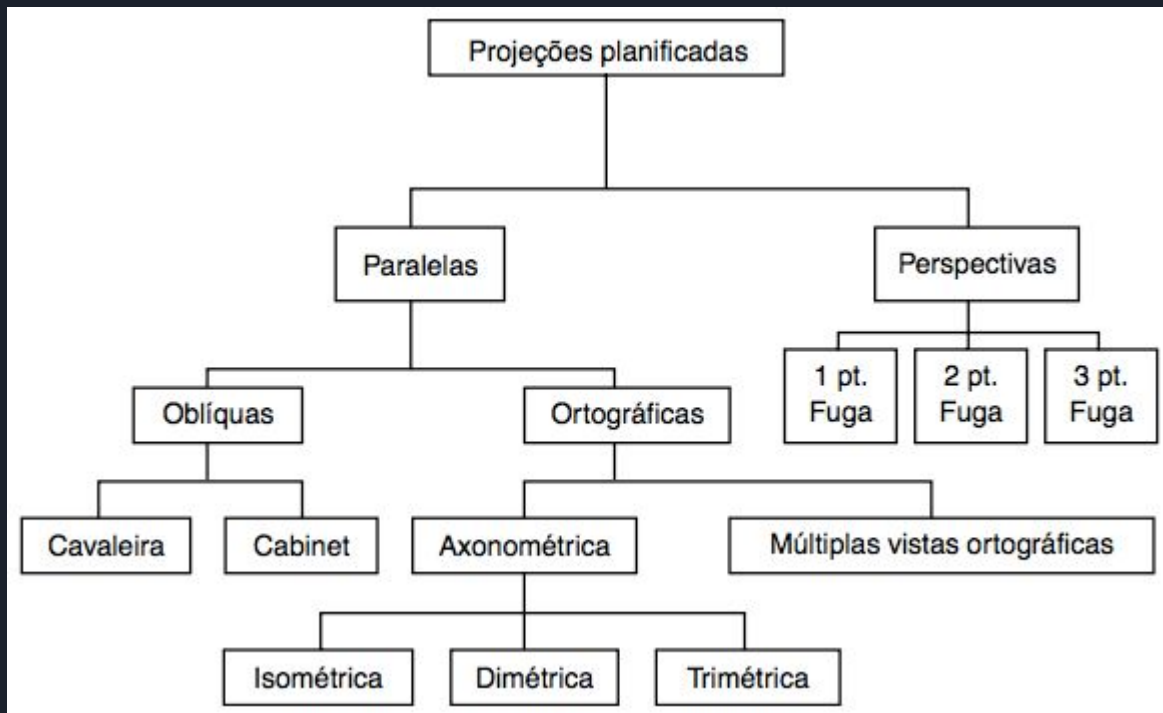 Projeções planificadas
Paralelas
Perspectivas
1 pt.
Fuga
2 pt.
Fuga
3 pt.
Fuga
Oblíquas
Ortográficas
Cavaleira
Cabinet
Axonométrica
Múltiplas vistas ortográficas
Isométrica
Dimétrica
Trimétrica